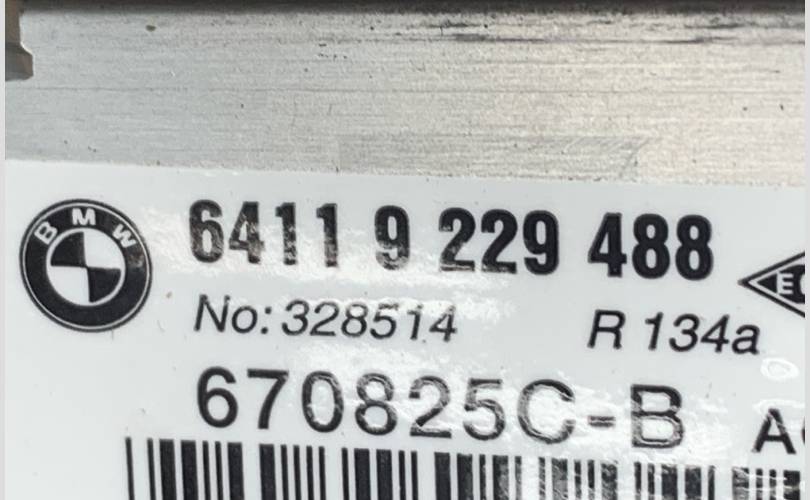 BMW
6411 9 229 488
No: 328514 R 134a
670825C-B